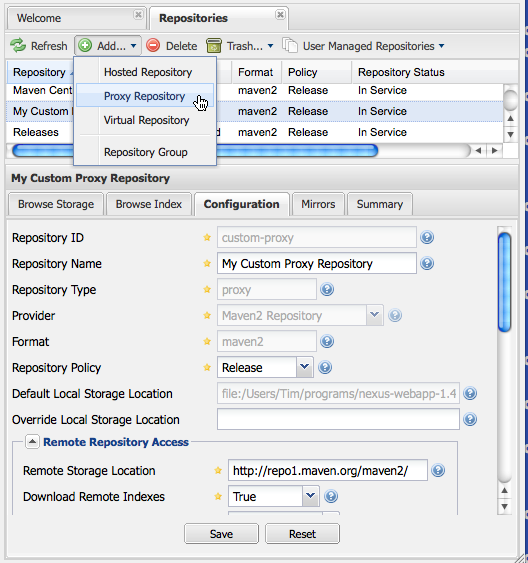 Welcome
Repositories
Refresh Add... Delete Trash... User Managed Repositories
Repository Format Policy Repository Status
Maven Cent maven2 Release In Service
My Custom maven2 Release In Service
Releases d maven2 Release In Service
Hosted Repository
Proxy Repository
Virtual Repository
Repository Group
My Custom Proxy Repository
Browse Storage Browse Index Configuration Mirrors Summary
Repository ID custom-proxy
Repository Name My Custom Proxy Repository
Repository Type proxy
Provider Maven2 Repository
Format maven2
Repository Policy Release
Default Local Storage Location file:/Users/Tim/programs/nexus-webapp-1.4
Override Local Storage Location
Remote Repository Access
Remote Storage Location http://repo1.maven.org/maven2/
Download Remote Indexes True
Save Reset